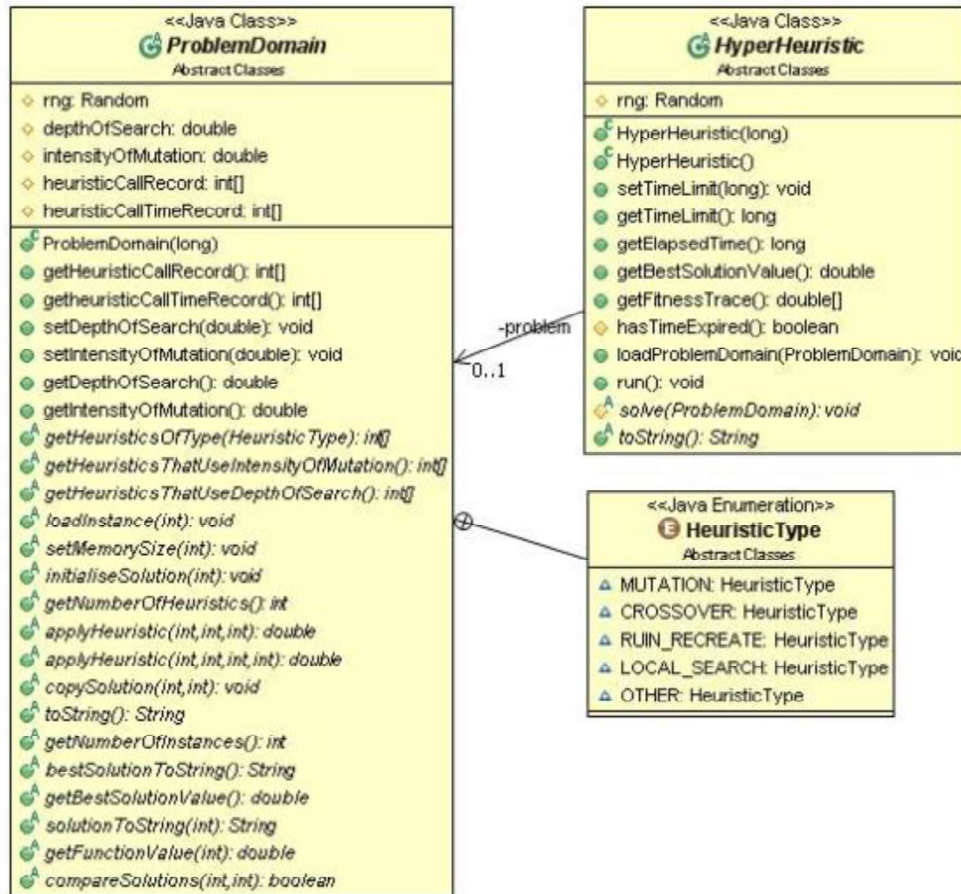 <<Java Class>>
ProblemDomain
AbstractClasses
rng: Random
depthOfSearch: double
intensityOfMutation: double
heuristicCallRecord: int[]
heuristicCallTimeRecord: int[]
ProblemDomain(long)
getHeuristicCallRecord(): int[]
getheuristicCallTimeRecord(): int[]
setDepthOfSearch(double): void
setIntensityOfMutation(double): void
getDepthOfSearch(): double
getIntensityOfMutation(): double
getHeuristicsOfType(HeuristicType): int[]
getHeuristicsThatUseIntensityOfMutation(): int[]
getHeuristicsThatUseDepthOfSearch(): int[]
loadInstance(int): void
setMemorySize(int): void
initialiseSolution(int): void
getNumberOfHeuristics(): int
applyHeuristic(int,int,int): double
applyHeuristic(int,int,int,int): double
copySolution(int,int): void
toString(): String
getNumberOfInstances(): int
bestSolutionToString(): String
getBestSolutionValue(): double
solutionToString(int): String
getFunctionValue(int): double
compareSolutions(int,int): boolean
-problem
0..1
<<Java Class>>
HyperHeuristic
AbstractClasses
rng: Random
HyperHeuristic(long)
HyperHeuristic()
setTimeLimit(long): void
getTimeLimit(): long
getElapsedTime(): long
getBestSolutionValue(): double
getFitnessTrace(): double[]
hasTimeExpired(): boolean
loadProblemDomain(ProblemDomain): void
run(): void
solve(ProblemDomain): void
toString(): String
<<Java Enumeration>>
HeuristicType
AbstractClasses
MUTATION: HeuristicType
CROSSOVER: HeuristicType
RUIN_RECREATE: HeuristicType
LOCAL_SEARCH: HeuristicType
OTHER: HeuristicType